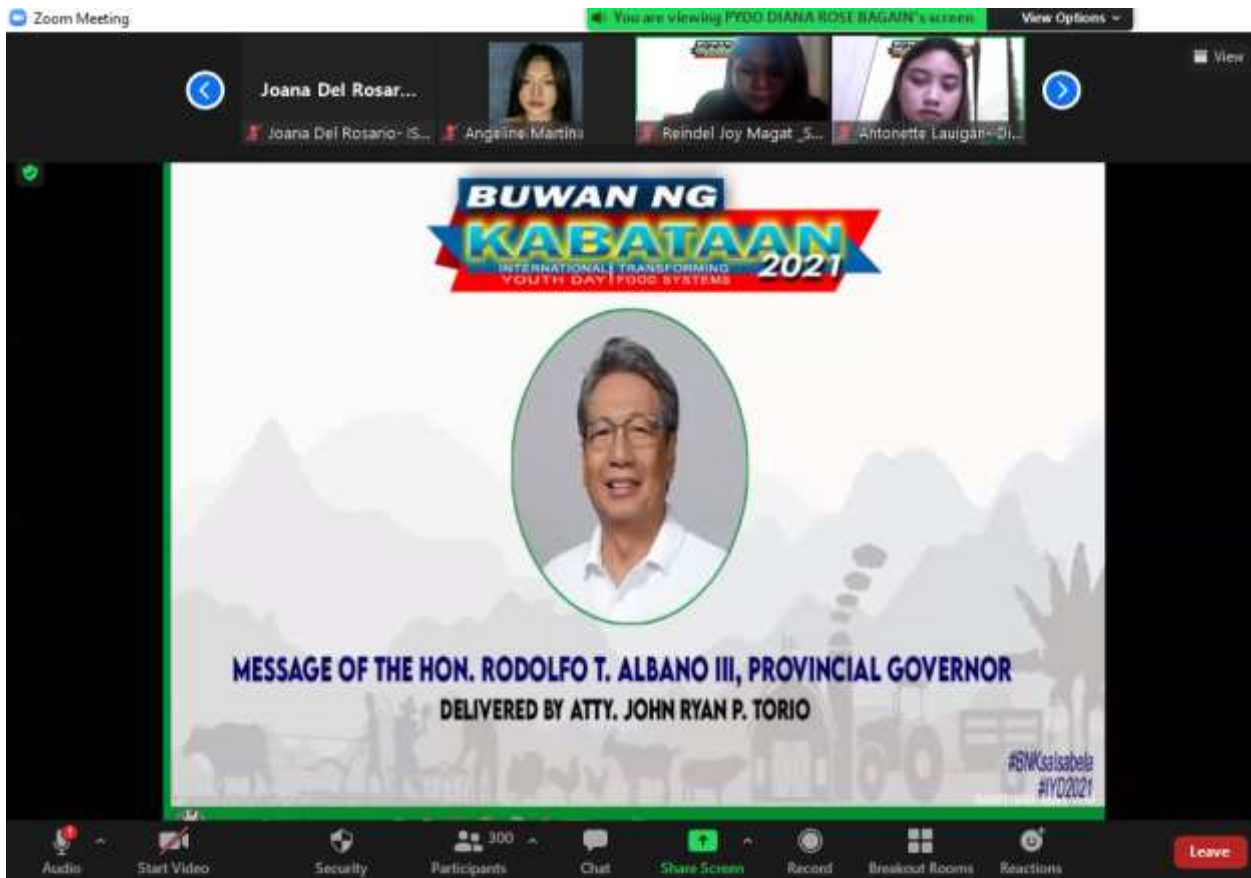 Zoom Meeting
You are viewing PYDO DIANA ROSE BAGAIN's screen
View Options
View
Joana Del Rosar...
Joana Del Rosario- IS...
Angeline Martin
Reindel Joy Magat _S...
Antonette Lauigan- Di...
BUWAN NG
KABATAAN
2021
INTERNATIONAL
YOUTH DAY
TRANSFORMING
FOOD SYSTEMS
MESSAGE OF THE HON. RODOLFO T. ALBANO III, PROVINCIAL GOVERNOR
DELIVERED BY ATTY. JOHN RYAN P. TORIO
#BNKsaIsabela
#IYD2021
300
Audio
Start Video
Security
Participants
Chat
Share Screen
Record
Breakout Rooms
Reactions
Leave